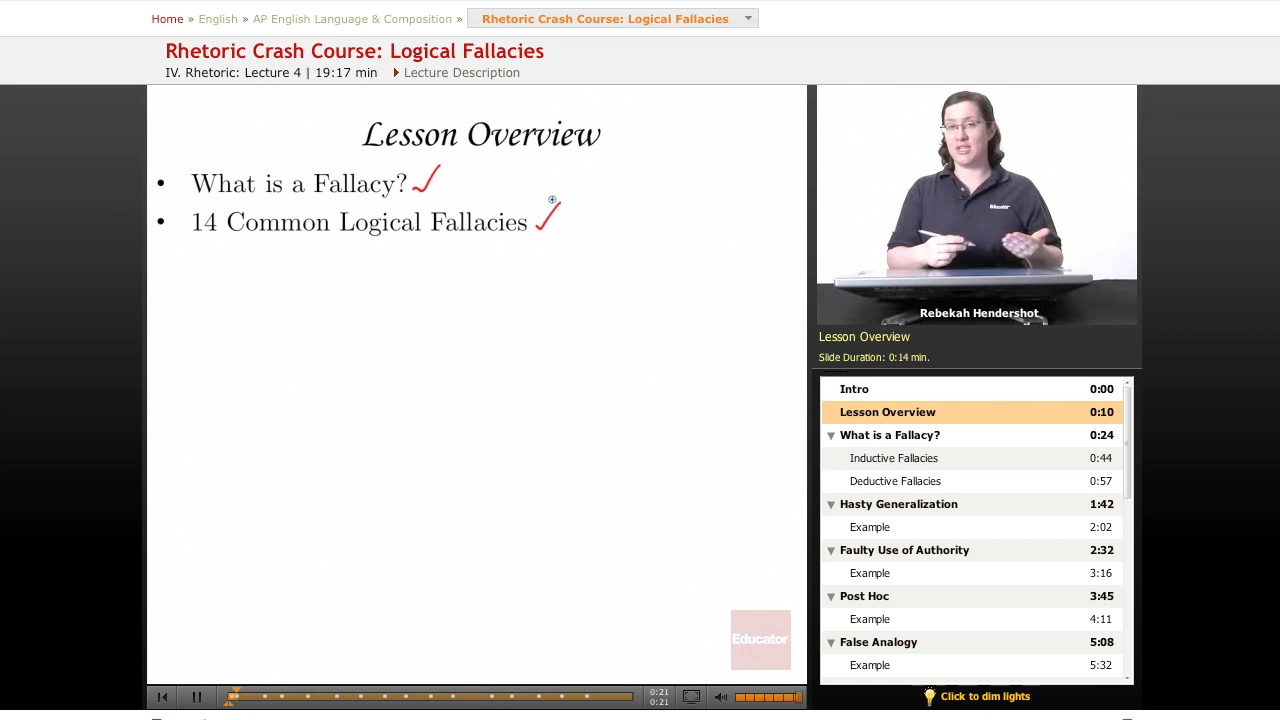 Home » English » AP English Language & Composition » Rhetoric Crash Course: Logical Fallacies
Rhetoric Crash Course: Logical Fallacies
IV. Rhetoric: Lecture 4 | 19:17 min Lecture Description
Lesson Overview
• What is a Fallacy?
• 14 Common Logical Fallacies
Educator
0:21
0:21
Educator
Rebekah Hendershot
Lesson Overview
Slide Duration: 0:14 min.
Intro 0:00
Lesson Overview 0:10
What is a Fallacy? 0:24
Inductive Fallacies 0:44
Deductive Fallacies 0:57
Hasty Generalization 1:42
Example 2:02
Faulty Use of Authority 2:32
Example 3:16
Post Hoc 3:45
Example 4:11
False Analogy 5:08
Example 5:32
Click to dim lights